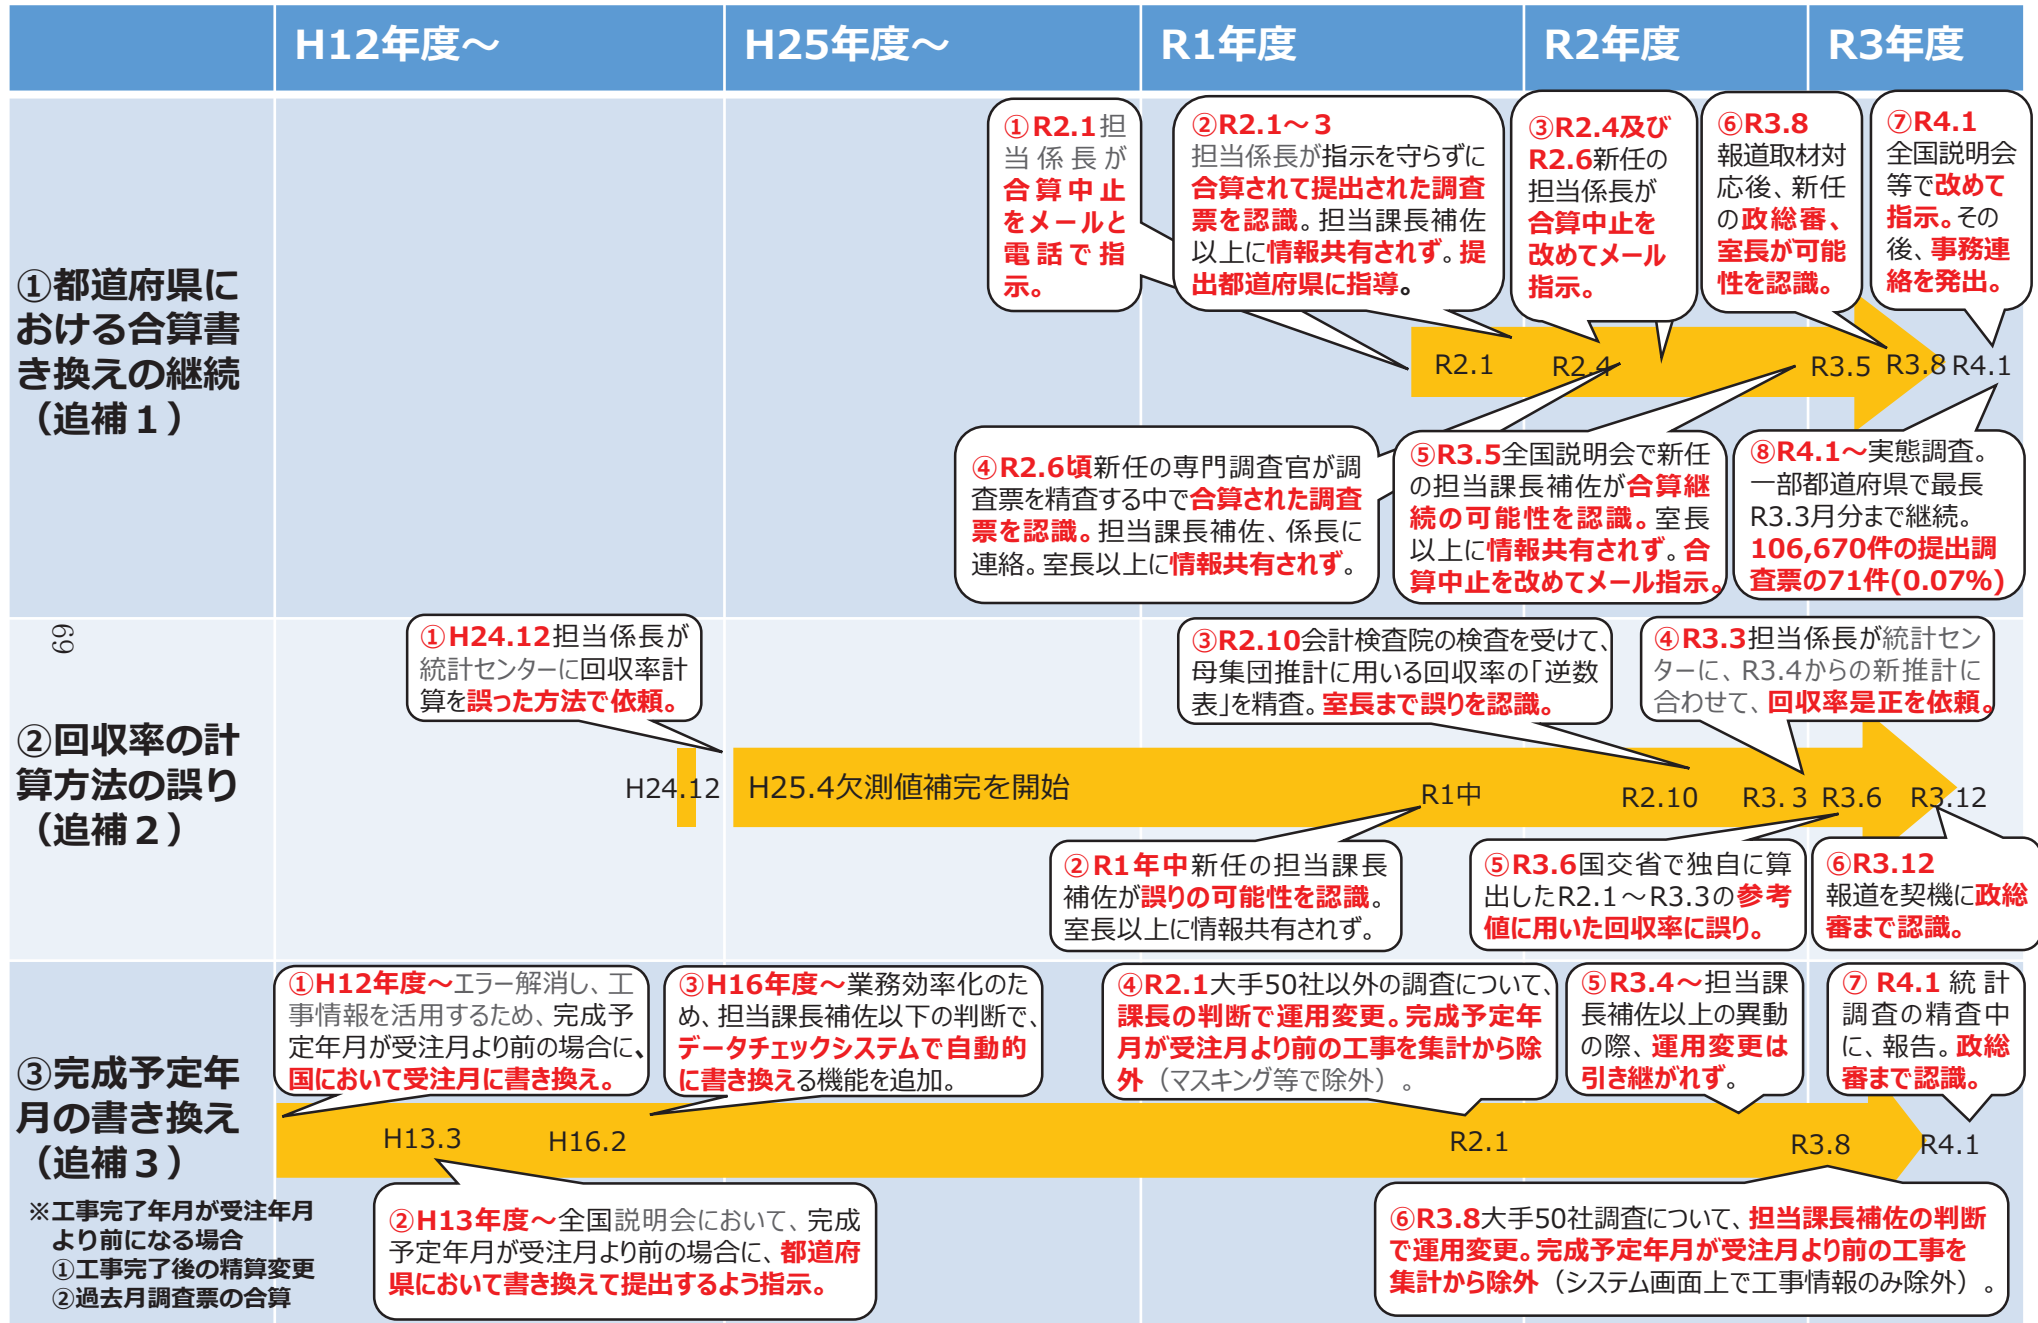 H12年度～
H25年度～
R1年度
R2年度
R3年度
①都道府県に
おける合算書
き換えの継続
（追補１）
①R2.1担
当係長が
合算中止
をメールと
電話で指
示。
②R2.1～３
担当係長が指示を守らずに
合算されて提出された調査
票を認識。担当課長補佐
以上に情報共有されず。提
出都道府県に指導。
③R2.4及び
R2.6新任の
担当係長が
合算中止を
改めてメール
指示。
⑥R3.8
報道取材対
応後、新任
の政総審、
室長が可能
性を認識。
⑦R4.1
全国説明会
等で改めて
指示。その
後、事務連
絡を発出。
R2.1
R2.4
R3.5
R3.8
R4.1
④R2.6頃新任の専門調査官が調
査票を精査する中で合算された調査
票を認識。担当課長補佐、係長に
連絡。室長以上に情報共有されず。
⑤R3.5全国説明会で新任
の担当課長補佐が合算継
続の可能性を認識。室長
以上に情報共有されず。合
算中止を改めてメール指示。
⑧R4.1～実態調査。
一部都道府県で最長
R3.3月分まで継続。
106,670件の提出調
査票の71件(0.07%)
69
②回収率の計
算方法の誤り
（追補２）
①H24.12担当係長が
統計センターに回収率計
算を誤った方法で依頼。
③R2.10会計検査院の検査を受けて、
母集団推計に用いる回収率の「逆数
表」を精査。室長まで誤りを認識。
④R3.3担当係長が統計セン
ターに、R3.4からの新推計に
合わせて、回収率是正を依頼。
H24.12
H25.4欠測値補完を開始
R1中
R2.10
R3.３
R3.6
R3.12
②R1年中新任の担当課長
補佐が誤りの可能性を認識。
室長以上に情報共有されず。
⑤R3.6国交省で独自に算
出したR2.1～R3.3の参考
値に用いた回収率に誤り。
⑥R3.12
報道を契機に政総
審まで認識。
③完成予定年
月の書き換え
（追補３）
※工事完了年月が受注年月
より前になる場合
①工事完了後の精算変更
②過去月調査票の合算
①H12年度～エラー解消し、工
事情報を活用するため、完成予
定年月が受注月より前の場合に、
国において受注月に書き換え。
③H16年度～業務効率化のた
め、担当課長補佐以下の判断で、
データチェックシステムで自動的
に書き換える機能を追加。
④R2.1大手50社以外の調査について、
課長の判断で運用変更。完成予定年
月が受注月より前の工事を集計から除
外（マスキング等で除外）。
⑤R3.4～担当課
長補佐以上の異動
の際、運用変更は
引き継がれず。
⑦R4.1統計
調査の精査中
に、報告。政総
審まで認識。
H13.3
H16.2
R2.1
R3.8
R4.1
②H13年度～全国説明会において、完成
予定年月が受注月より前の場合に、都道府
県において書き換えて提出するよう指示。
⑥R3.8大手50社調査について、担当課長補佐の判断
で運用変更。完成予定年月が受注月より前の工事を
集計から除外（システム画面上で工事情報のみ除外）。